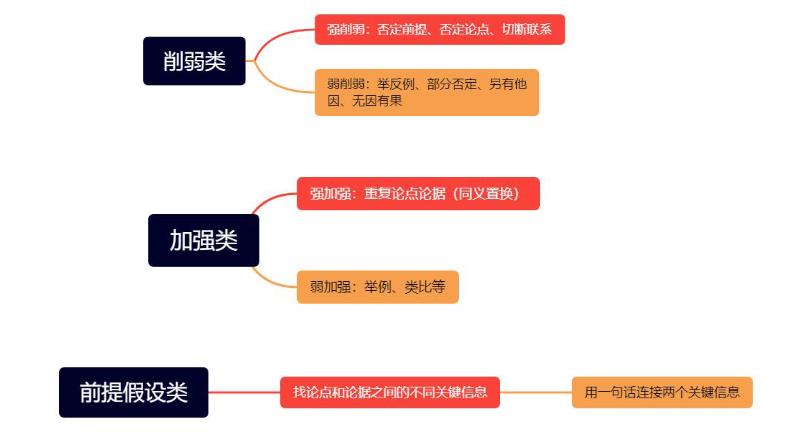 削弱类
强削弱：否定前提、否定论点、切断联系
弱削弱：举反例、部分否定、另有他
因、无因有果
加强类
强加强：重复论点论据（同义置换）
弱加强：举例、类比等
前提假设类
找论点和论据之间的不同关键信息
用一句话连接两个关键信息